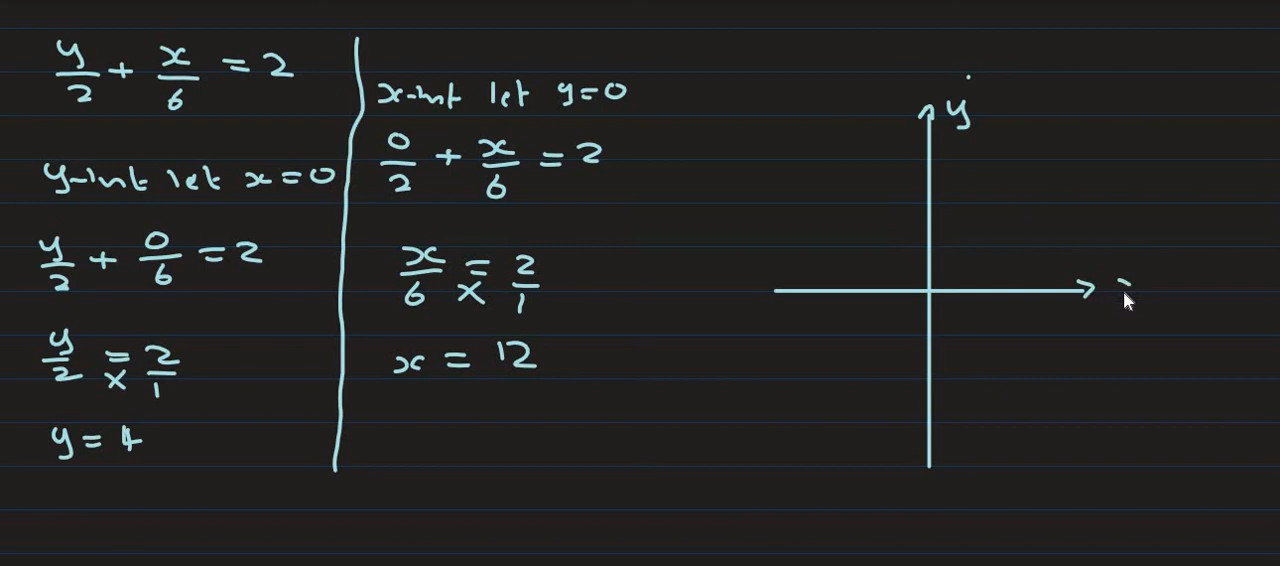 y/2 + x/6 = 2
y-int let x = 0
y/2 + 0/6 = 2
y/2 = 2/1
×
y = 4
x-int let y = 0
0/2 + x/6 = 2
x/6 = 2/1
×
x = 12
y